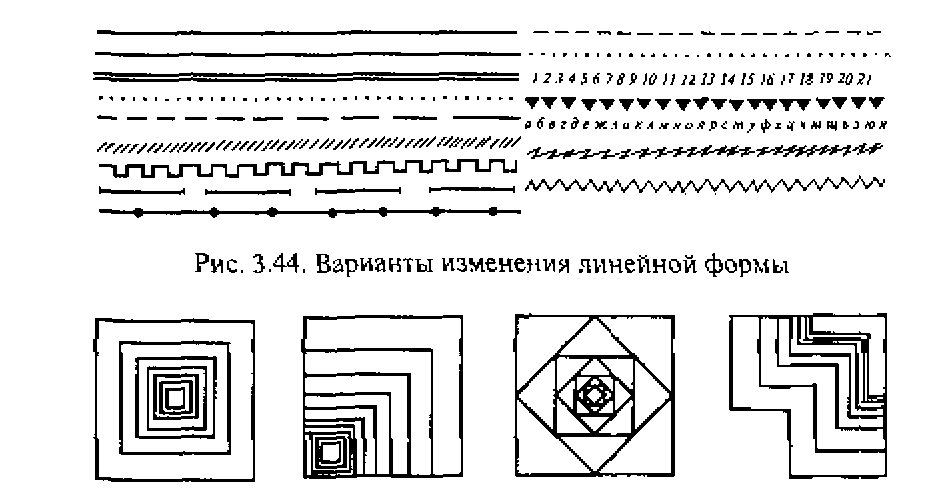 1 2 3 4 5 6 7 8 9 10 11 12 13 14 15 16 17 18 19 20 21
а б в г д е ж з и к л м н о п р с т у ф х ц ч ш щ ъ э ю я
Рис. 3.44. Варианты изменения линейной формы